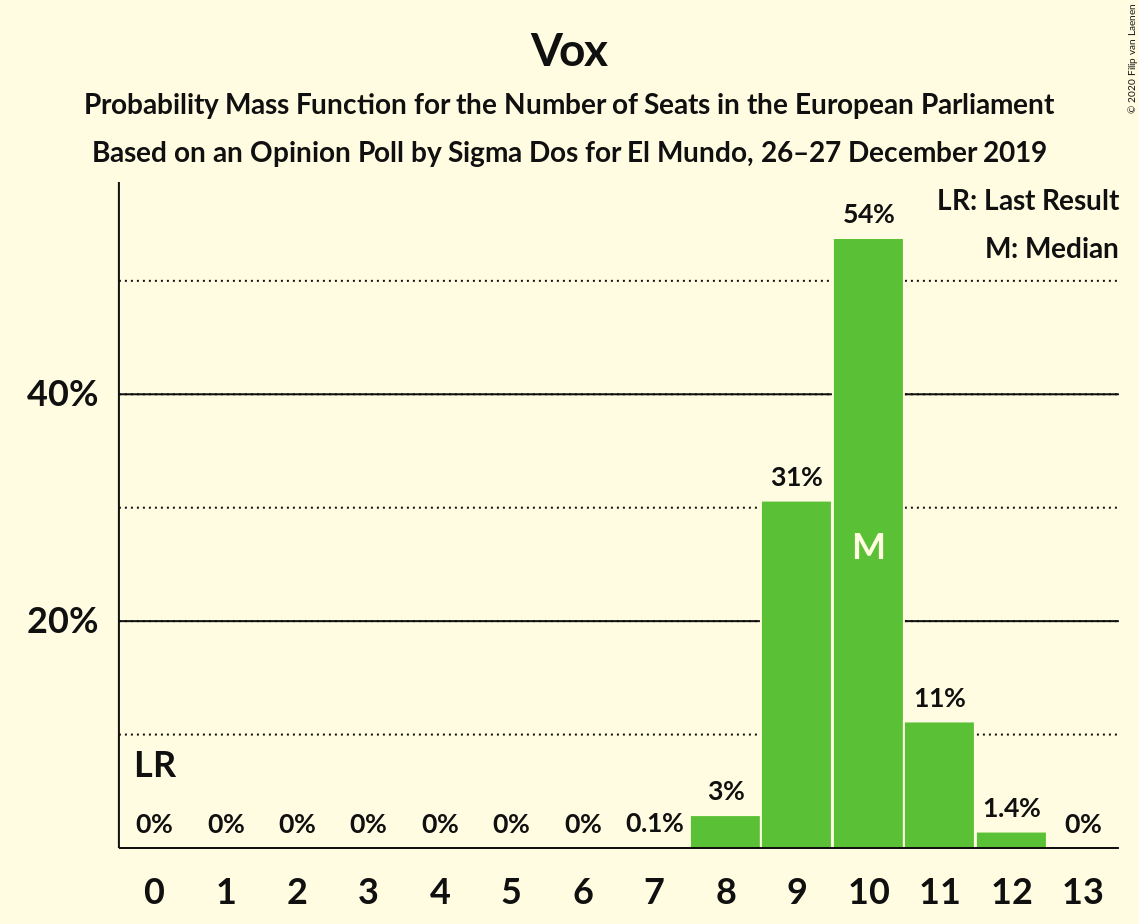 Vox
Probability Mass Function for the Number of Seats in the European Parliament
Based on an Opinion Poll by Sigma Dos for El Mundo, 26–27 December 2019
© 2020 Filip van Laenen
LR: Last Result
M: Median
54%
40%
31%
M
20%
11%
LR
3%
1.4%
0% 0% 0% 0% 0% 0% 0% 0.1% 0%
0 1 2 3 4 5 6 7 8 9 10 11 12 13